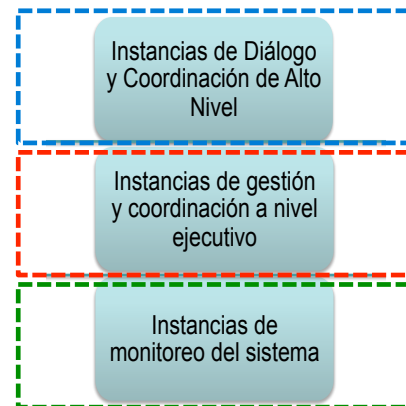 Instancias de Diálogo
y Coordinación de Alto
Nivel
Instancias de gestión
y coordinación a nivel
ejecutivo
Instancias de
monitoreo del sistema